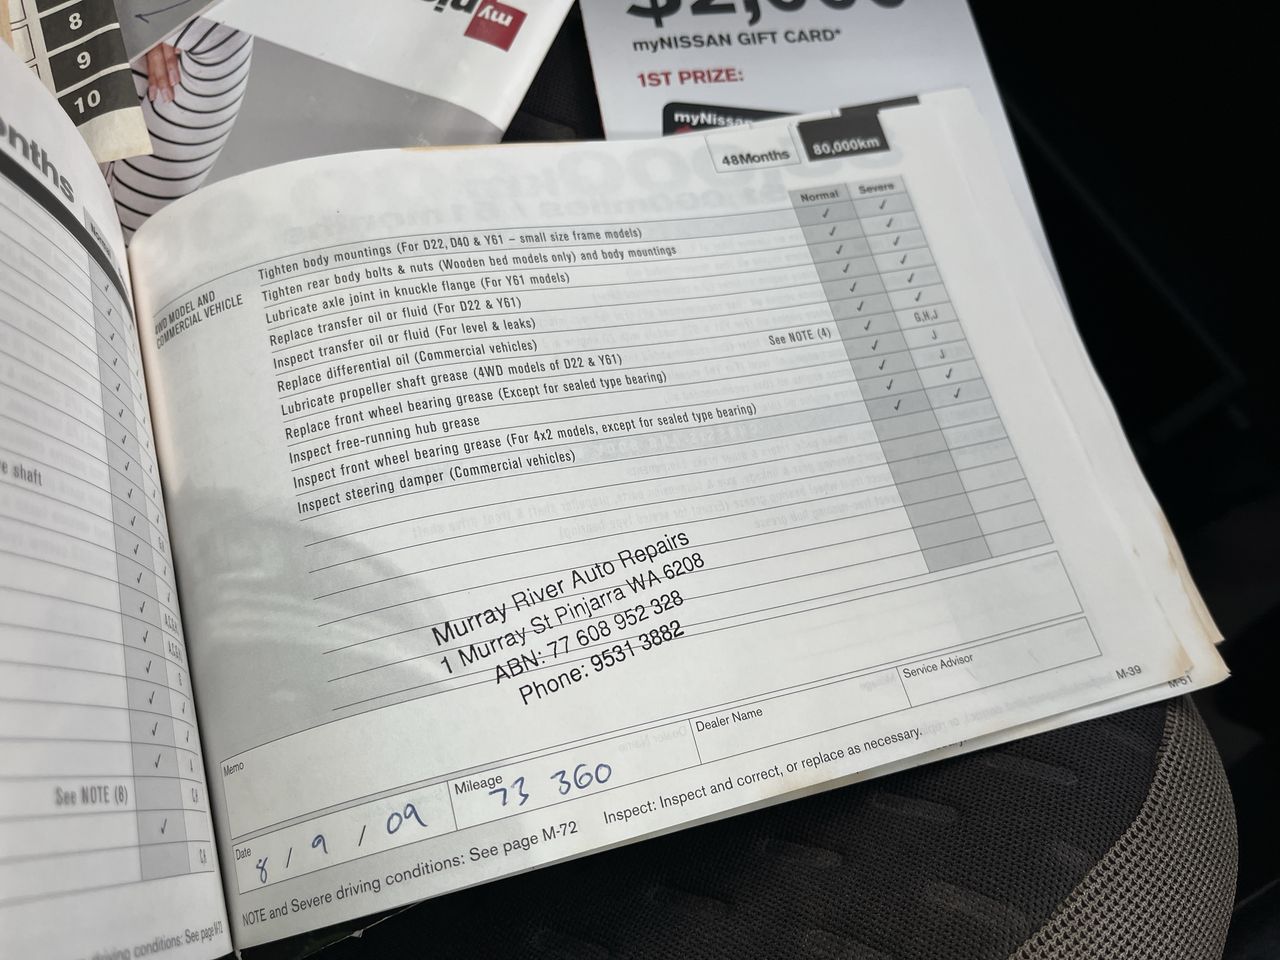 8
9
10
my
$2,000
myNISSAN GIFT CARD*
1ST PRIZE:
myNissan
48Months
80,000km
Normal
Severe
4WD MODEL AND
COMMERCIAL VEHICLE
Tighten body mountings (For D22, D40 & Y61 – small size frame models)
Tighten rear body bolts & nuts (Wooden bed models only) and body mountings
Lubricate axle joint in knuckle flange (For Y61 models)
Replace transfer oil or fluid (For D22 & Y61)
Inspect transfer oil or fluid (For level & leaks)
Replace differential oil (Commercial vehicles)
Lubricate propeller shaft grease (4WD models of D22 & Y61) See NOTE (4) G,H,J
Replace front wheel bearing grease (Except for sealed type bearing) J
Inspect free-running hub grease J
Inspect front wheel bearing grease (For 4x2 models, except for sealed type bearing)
Inspect steering damper (Commercial vehicles)
Murray River Auto Repairs
1 Murray St Pinjarra WA 6208
ABN: 77 608 952 328
Phone: 9531 3882
Memo
Date
8 / 9 / 09
Mileage
73 360
Dealer Name
Service Advisor
NOTE and Severe driving conditions: See page M-72
Inspect: Inspect and correct, or replace as necessary.
M-39
M-51
onths
e shaft
See NOTE (8)
driving conditions: See page M-72